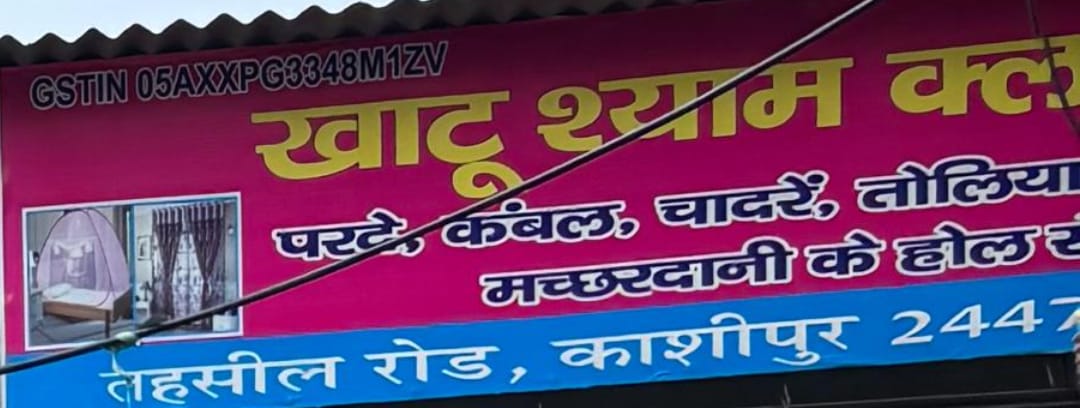 GSTIN 05AXXPG3348M1ZV
खाटू श्याम
परदे, कंबल, चादरें, तोलिया
मच्छरदानी के होल
तहसील रोड, काशीपुर 2447